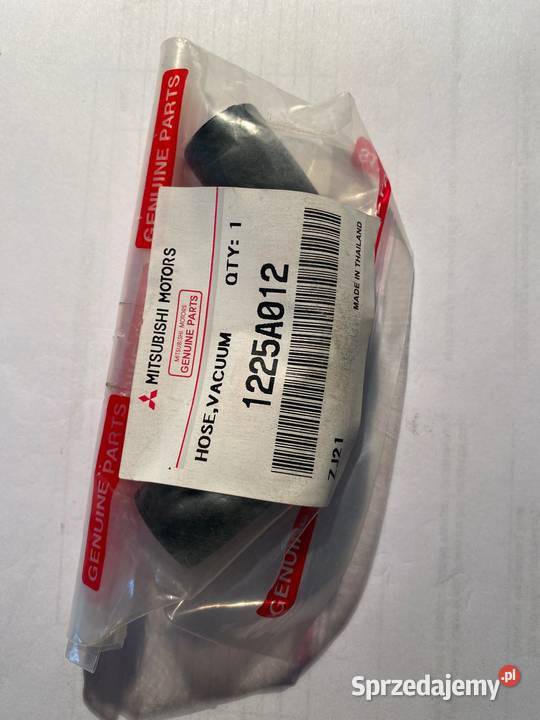 GENUINE PARTS
MITSUBISHI MOTORS
MITSUBISHI MOTORS
GENUINE PARTS
HOSE,VACUUM QTY: 1
1225A012
MADE IN THAILAND
ZJ21
GENUINE PARTS
GENUINE
Sprzedajemy.pl